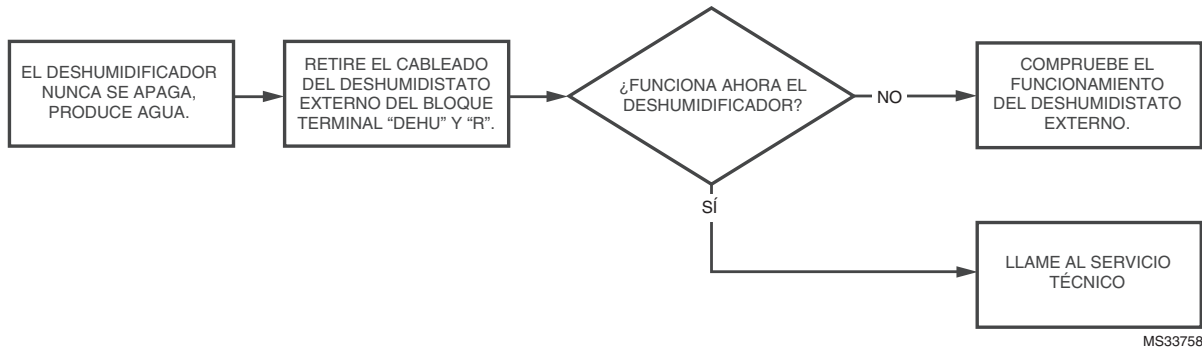 EL DESHUMIDIFICADOR
NUNCA SE APAGA,
PRODUCE AGUA.
RETIRE EL CABLEADO
DEL DESHUMIDISTATO
EXTERNO DEL BLOQUE
TERMINAL “DEHU” Y “R”.
¿FUNCIONA AHORA EL
DESHUMIDIFICADOR?
NO
COMPRUEBE EL
FUNCIONAMIENTO
DEL DESHUMIDISTATO
EXTERNO.
SÍ
LLAME AL SERVICIO
TÉCNICO
MS33758